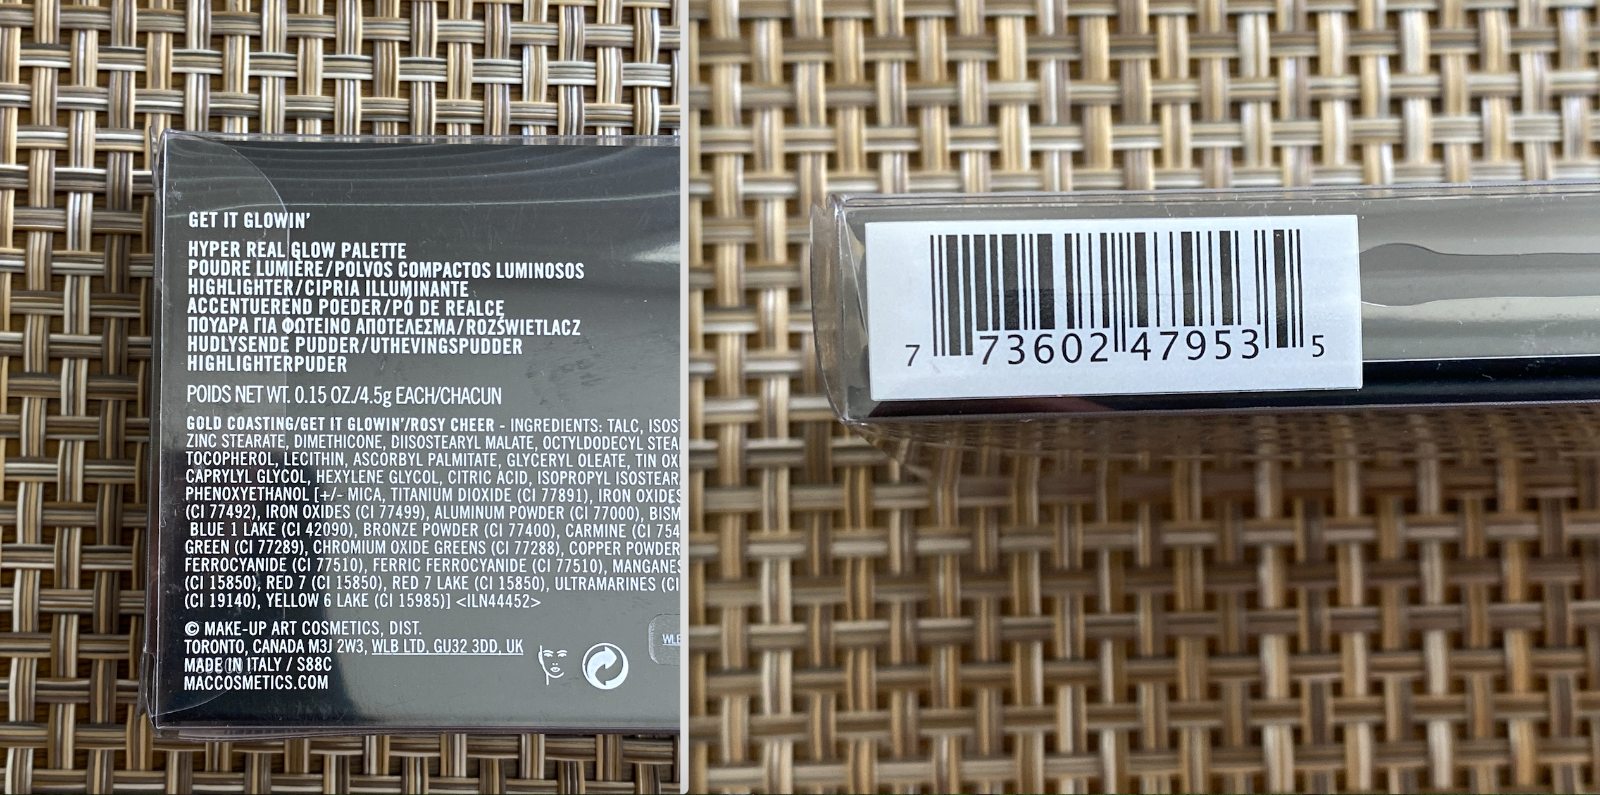 GET IT GLOWIN'
HYPER REAL GLOW PALETTE
POUDRE LUMIÈRE/POLVOS COMPACTOS LUMINOSOS
HIGHLIGHTER/CIPRIA ILLUMINANTE
ACCENTUEREND POEDER/PÓ DE REALCE
ΠΟΥΔΡΑ ΓΙΑ ΦΩΤΕΙΝΟ ΑΠΟΤΕΛΕΣΜΑ/ROZŚWIETLACZ
HUDLYSENDE PUDDER/UTHEVINGSPUDDER
HIGHLIGHTERPUDER
POIDS NET WT. 0.15 OZ./4.5g EACH/CHACUN
GOLD COASTING/GET IT GLOWIN'/ROSY CHEER - INGREDIENTS: TALC,
ZINC STEARATE, DIMETHICONE, DIISOSTEARYL MALATE, OCTYLDODECYL
TOCOPHEROL, LECITHIN, ASCORBYL PALMITATE, GLYCERYL OLEATE, TIN
CAPRYLYL GLYCOL, HEXYLENE GLYCOL, CITRIC ACID, ISOPROPYL
PHENOXYETHANOL [+/- MICA, TITANIUM DIOXIDE (CI 77891), IRON OXIDES
(CI 77492), IRON OXIDES (CI 77499), ALUMINUM POWDER (CI 77000),
BLUE 1 LAKE (CI 42090), BRONZE POWDER (CI 77400), CARMINE (CI
GREEN (CI 77289), CHROMIUM OXIDE GREENS (CI 77288), COPPER POWDER
FERROCYANIDE (CI 77510), FERRIC FERROCYANIDE (CI 77510),
(CI 15850), RED 7 (CI 15850), RED 7 LAKE (CI 15850), ULTRAMARINES (CI
(CI 19140), YELLOW 6 LAKE (CI 15985)] <ILN44452>
© MAKE-UP ART COSMETICS, DIST.
TORONTO, CANADA M3J 2W3, WLB LTD, GU32 3DD, UK
MADE IN ITALY / S88C
MACCOSMETICS.COM
7 73602 47953 5